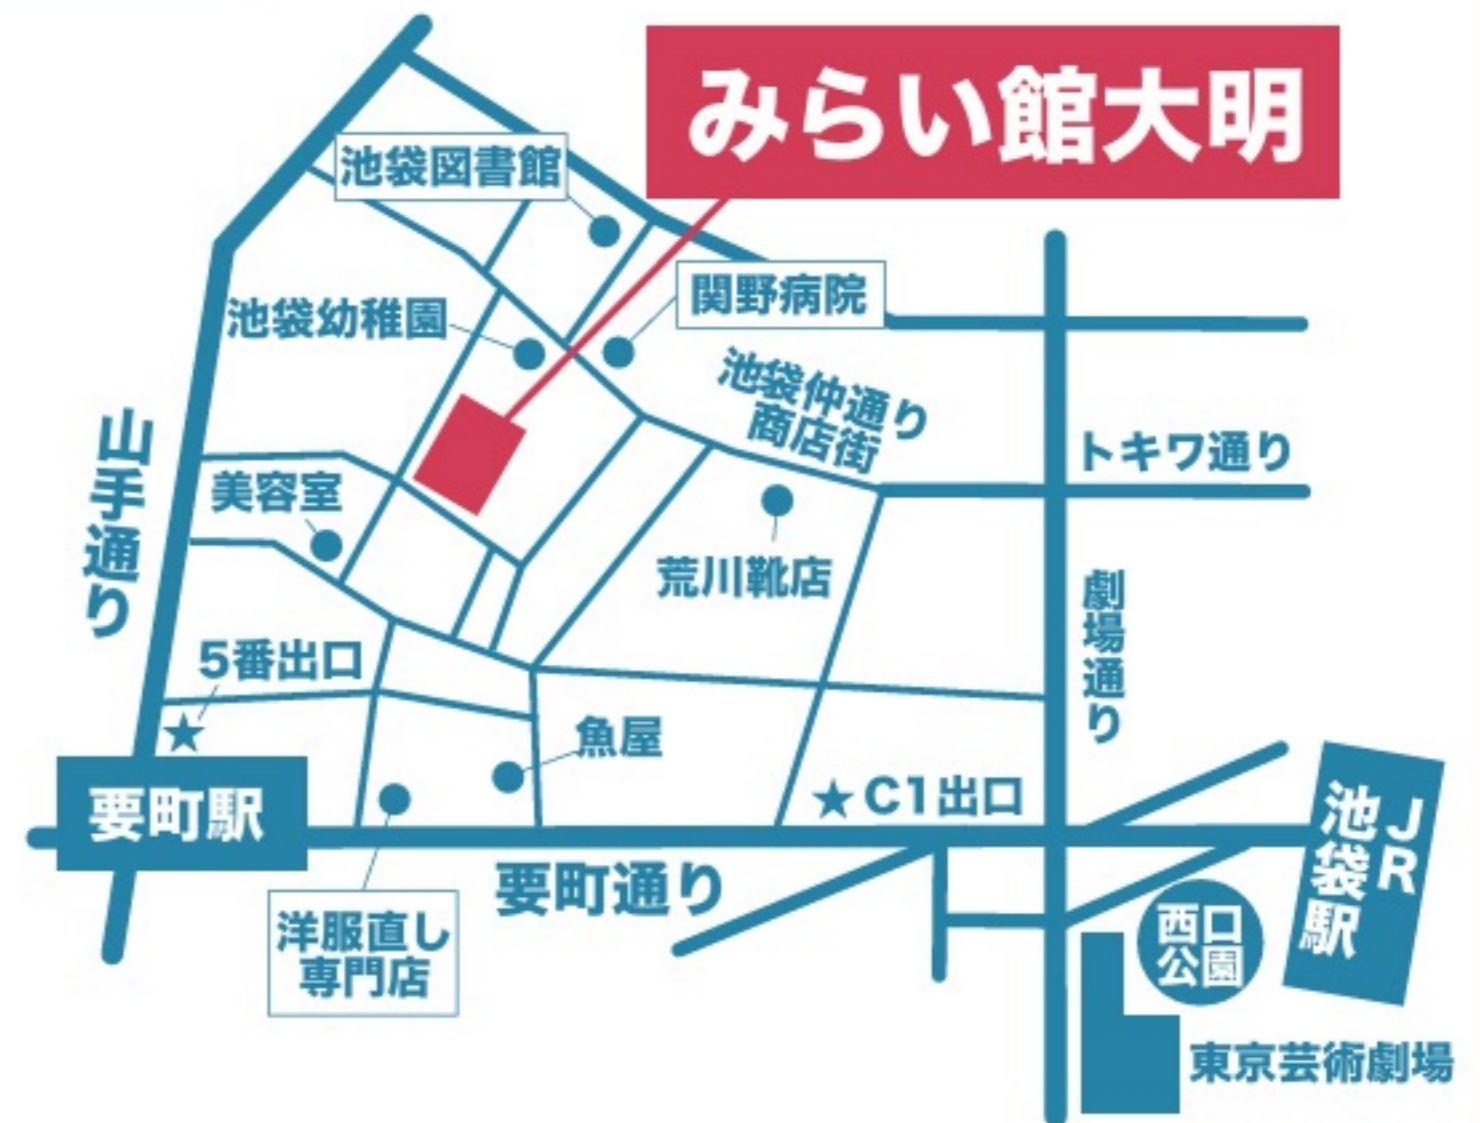 みらい館大明
池袋図書館
関野病院
池袋幼稚園
池袋仲通り
商店街
トキワ通り
山手通り
美容室
荒川靴店
劇場通り
5番出口
★
魚屋
★C1出口
要町駅
要町通り
JR
池袋駅
洋服直し
専門店
西口
公園
東京芸術劇場